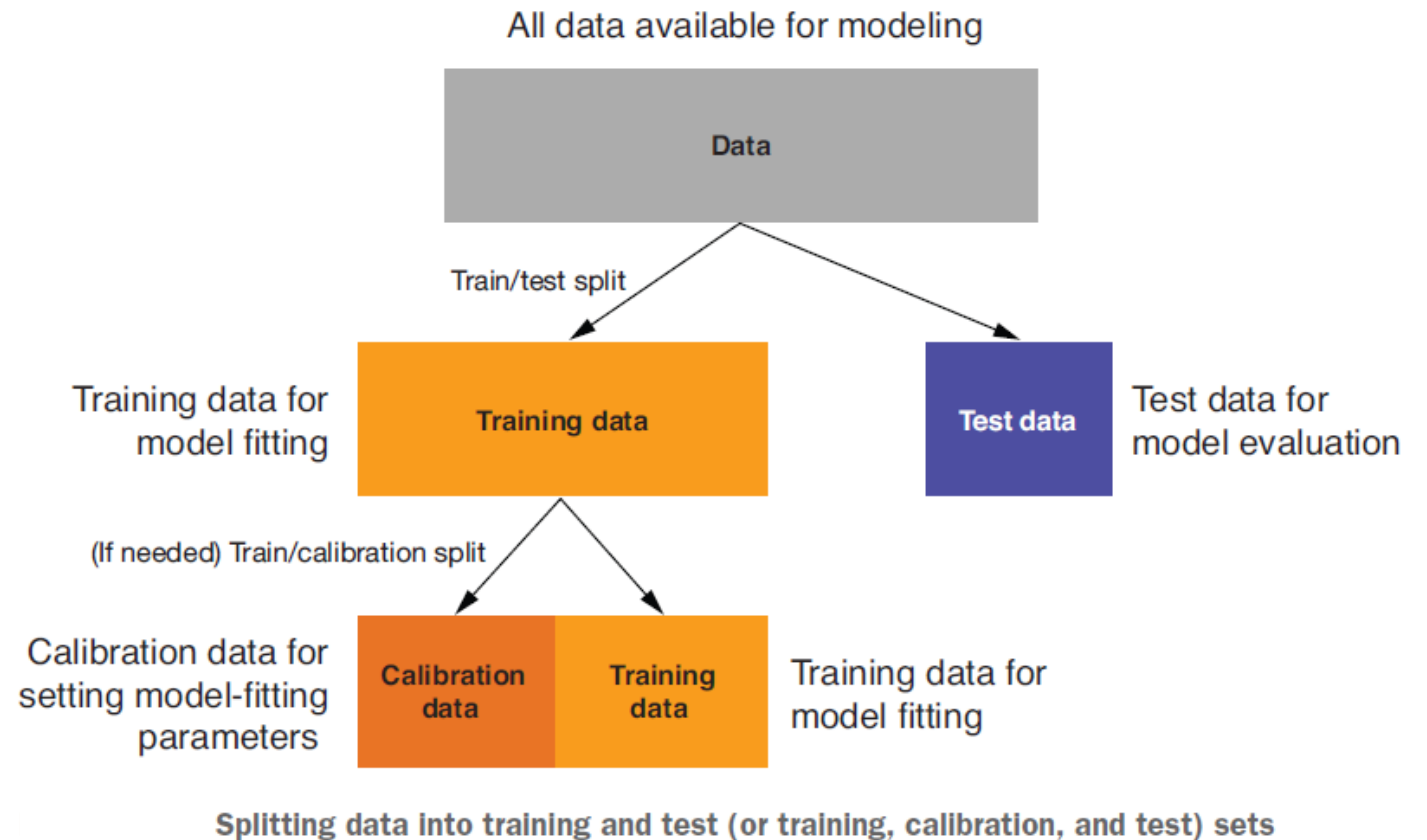 All data available for modeling
Data
Train/test split
Training data for
model fitting
Training data
Test data
Test data for
model evaluation
(If needed) Train/calibration split
Calibration data for
setting model-fitting
parameters
Calibration
data
Training
data
Training data for
model fitting
Splitting data into training and test (or training, calibration, and test) sets